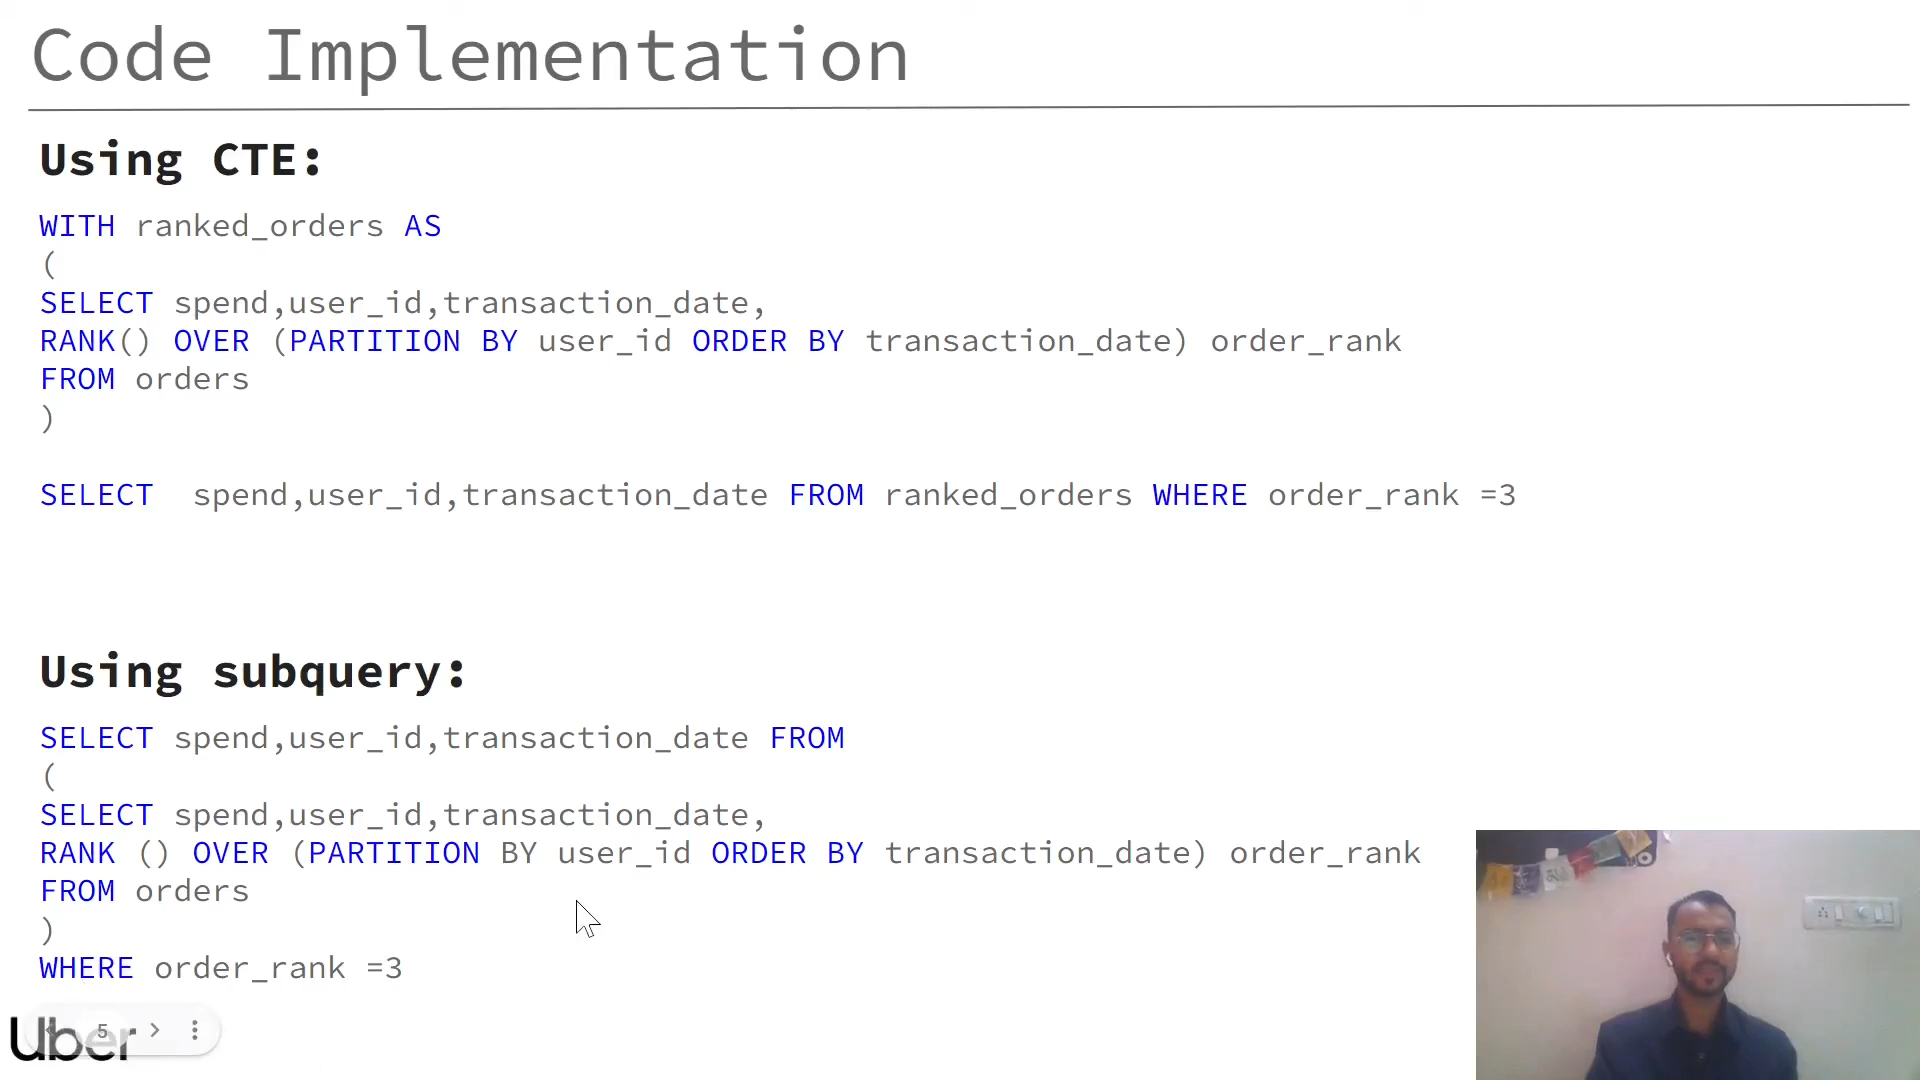 Code Implementation
Using CTE:
WITH ranked_orders AS
(
SELECT spend,user_id,transaction_date,
RANK() OVER (PARTITION BY user_id ORDER BY transaction_date) order_rank
FROM orders
)
SELECT  spend,user_id,transaction_date FROM ranked_orders WHERE order_rank =3
Using subquery:
SELECT spend,user_id,transaction_date FROM
(
SELECT spend,user_id,transaction_date,
RANK () OVER (PARTITION BY user_id ORDER BY transaction_date) order_rank
FROM orders
)
WHERE order_rank =3
Uber
5